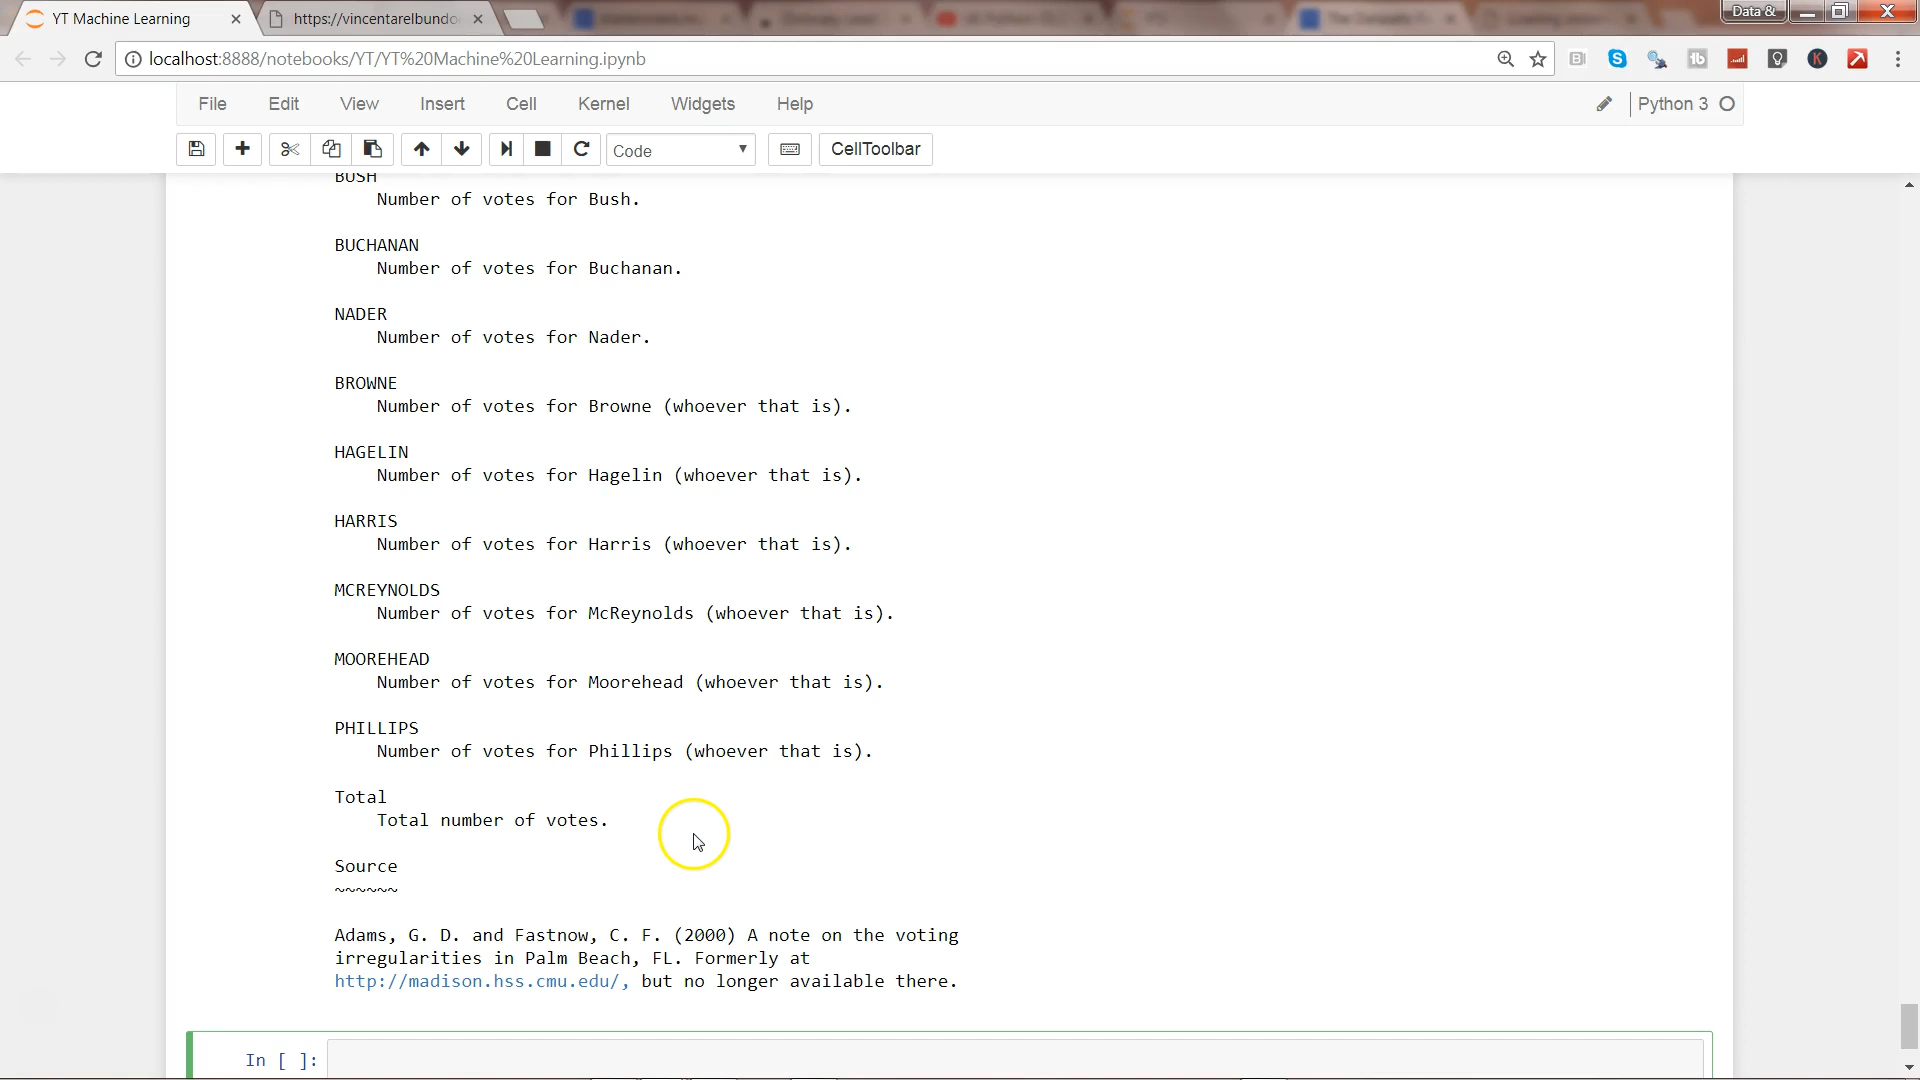 YT Machine Learning
https://vincentarelbundo
Data &
localhost:8888/notebooks/YT/YT%20Machine%20Learning.ipynb
File Edit View Insert Cell Kernel Widgets Help Python 3
Code CellToolbar
BUSH
Number of votes for Bush.
BUCHANAN
Number of votes for Buchanan.
NADER
Number of votes for Nader.
BROWNE
Number of votes for Browne (whoever that is).
HAGELIN
Number of votes for Hagelin (whoever that is).
HARRIS
Number of votes for Harris (whoever that is).
MCREYNOLDS
Number of votes for McReynolds (whoever that is).
MOOREHEAD
Number of votes for Moorehead (whoever that is).
PHILLIPS
Number of votes for Phillips (whoever that is).
Total
Total number of votes.
Source
~~~~~~
Adams, G. D. and Fastnow, C. F. (2000) A note on the voting
irregularities in Palm Beach, FL. Formerly at
http://madison.hss.cmu.edu/, but no longer available there.
In [ ]: